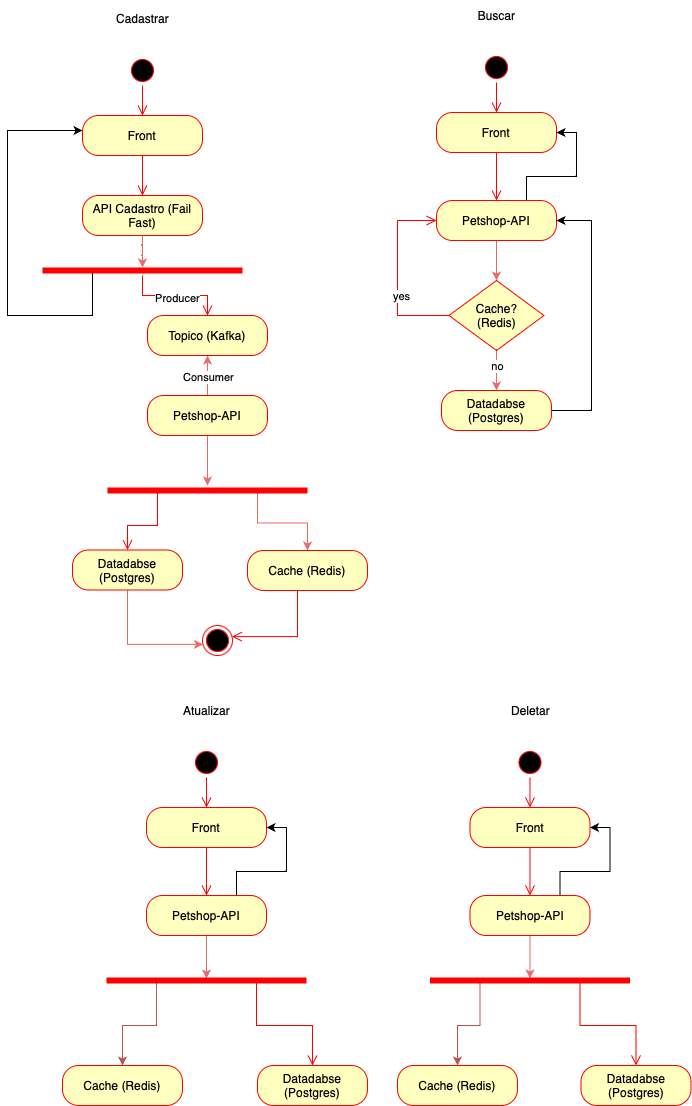 Cadastrar
Front
API Cadastro (Fail
Fast)
Producer
Topico (Kafka)
Consumer
Petshop-API
Datadabse
(Postgres)
Cache (Redis)
Buscar
Front
Petshop-API
yes
Cache?
(Redis)
no
Datadabse
(Postgres)
Atualizar
Front
Petshop-API
Cache (Redis)
Datadabse
(Postgres)
Deletar
Front
Petshop-API
Cache (Redis)
Datadabse
(Postgres)